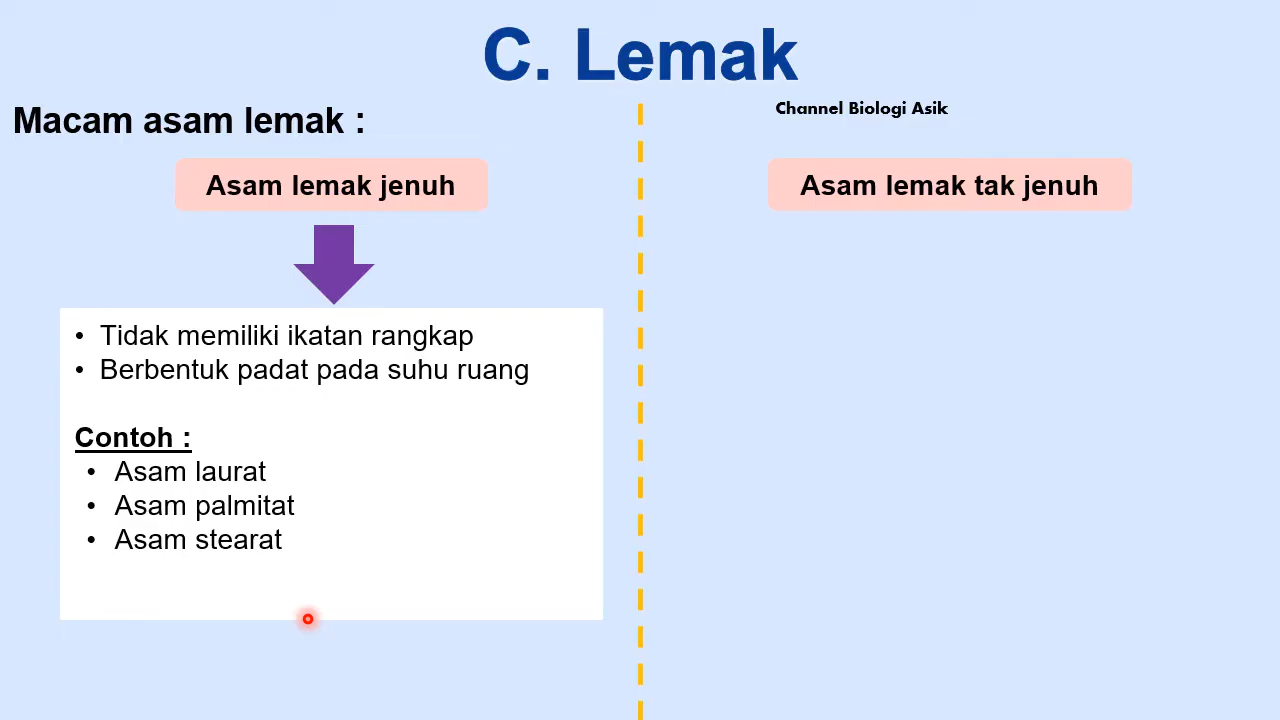 C. Lemak
Channel Biologi Asik
Macam asam lemak :
Asam lemak jenuh
• Tidak memiliki ikatan rangkap
• Berbentuk padat pada suhu ruang
Contoh :
• Asam laurat
• Asam palmitat
• Asam stearat
Asam lemak tak jenuh